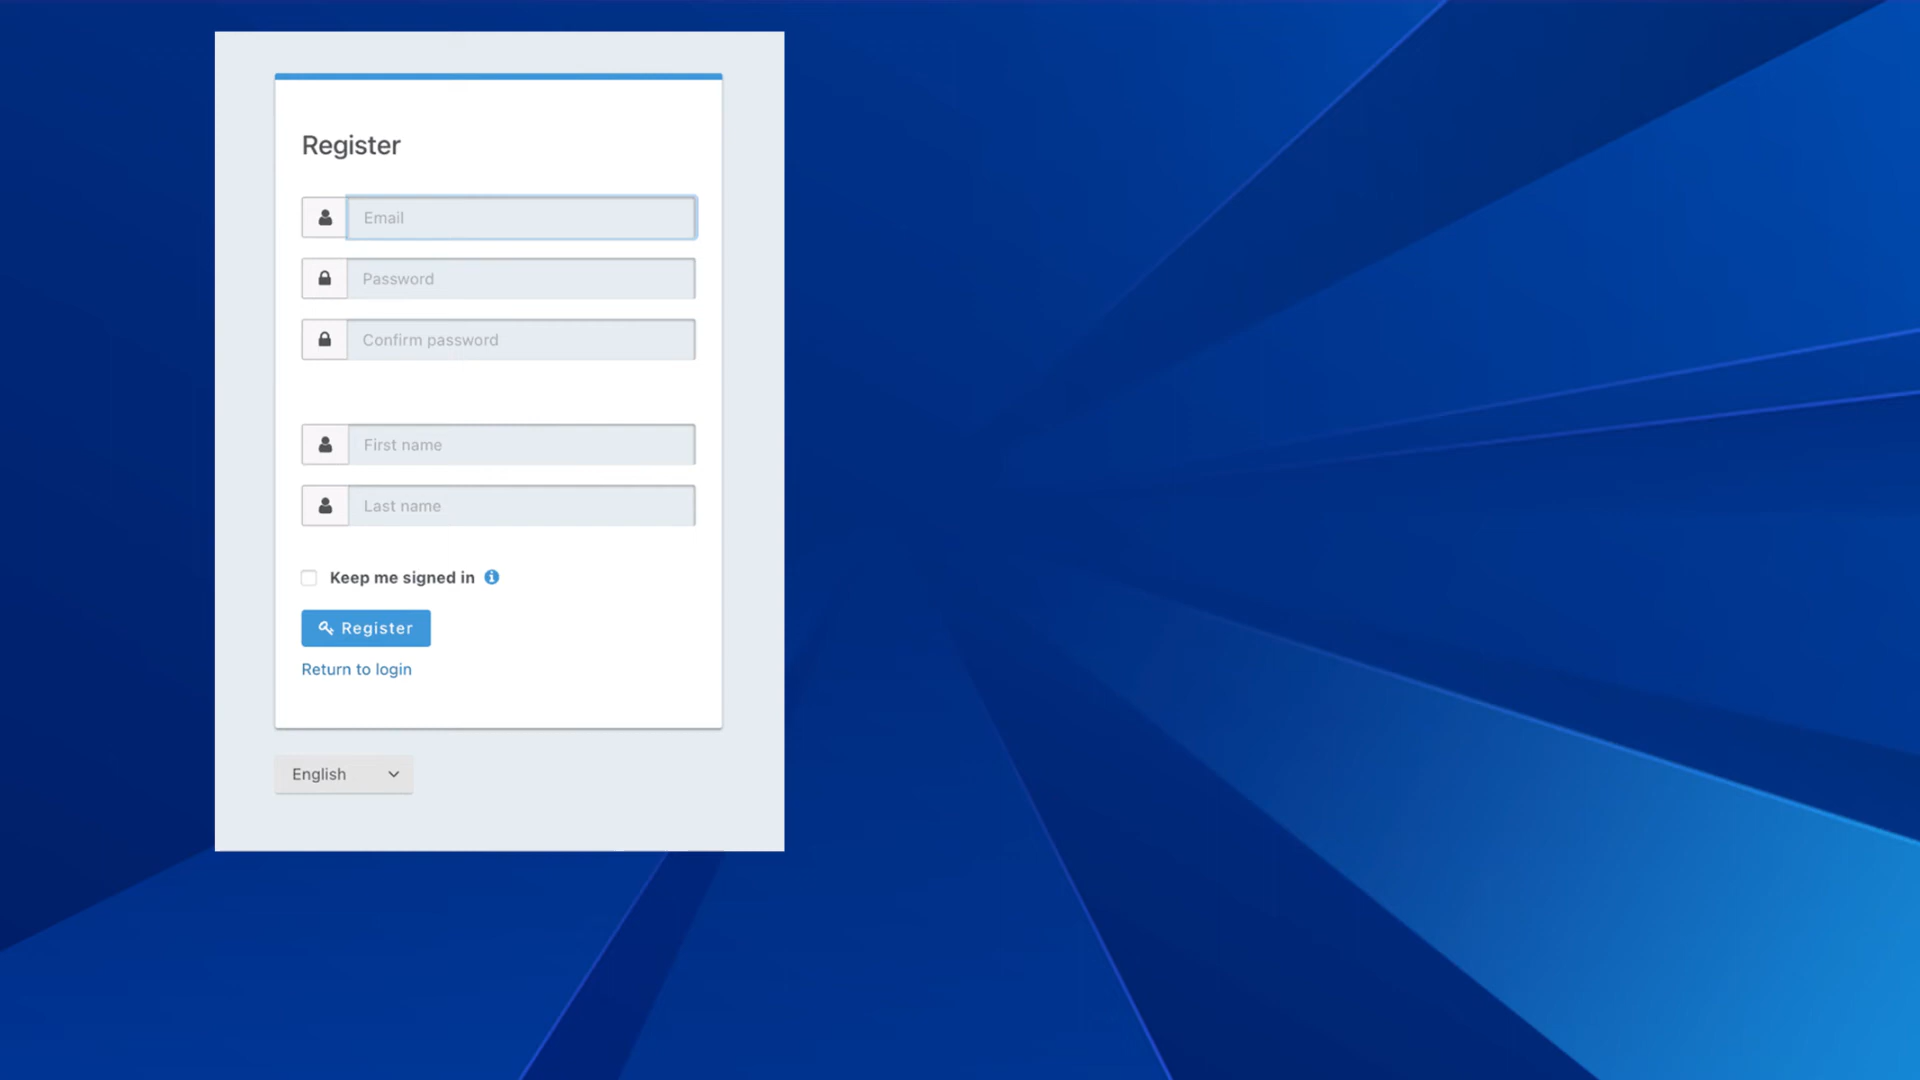 Register
Email
Password
Confirm password
First name
Last name
Keep me signed in
Register
Return to login
English